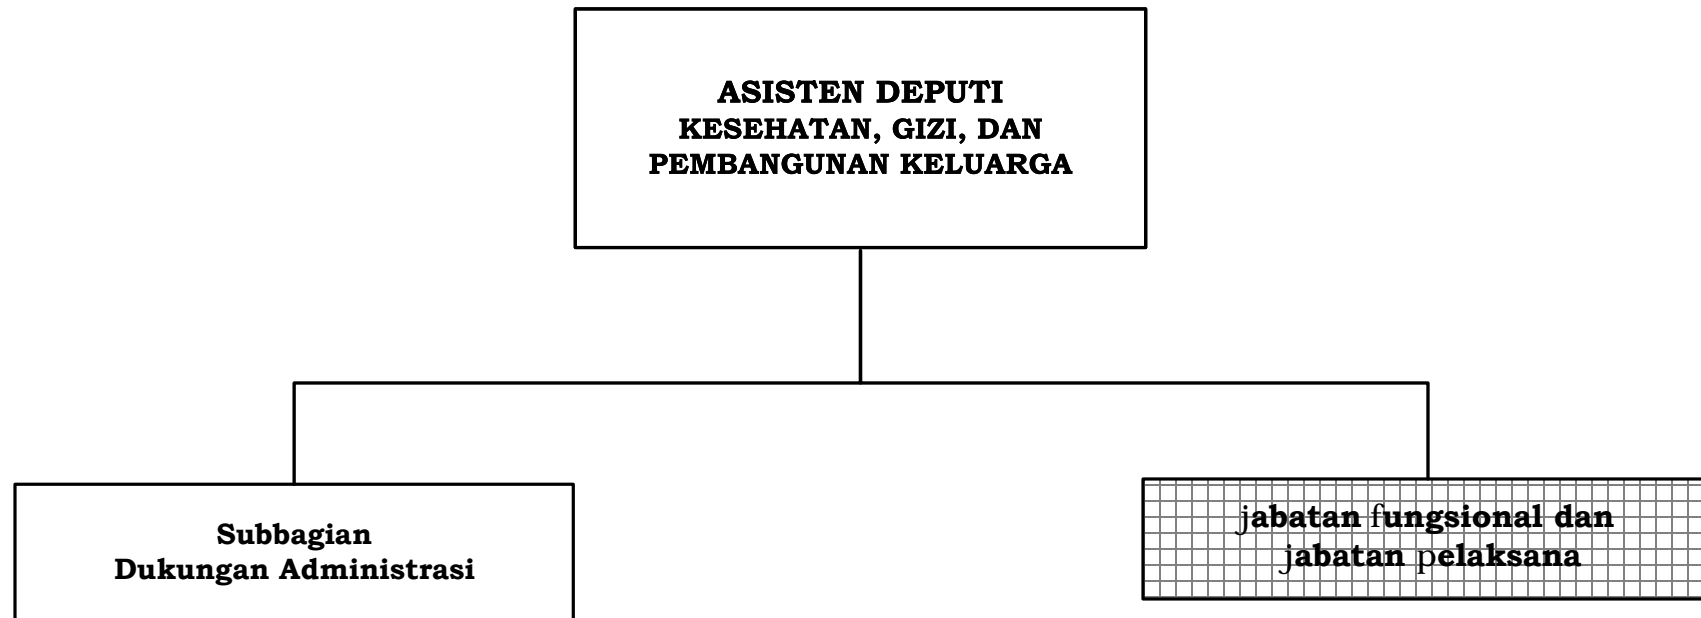 ASISTEN DEPUTI
KESEHATAN, GIZI, DAN
PEMBANGUNAN KELUARGA
Subbagian
Dukungan Administrasi
jabatan fungsional dan
jabatan pelaksana